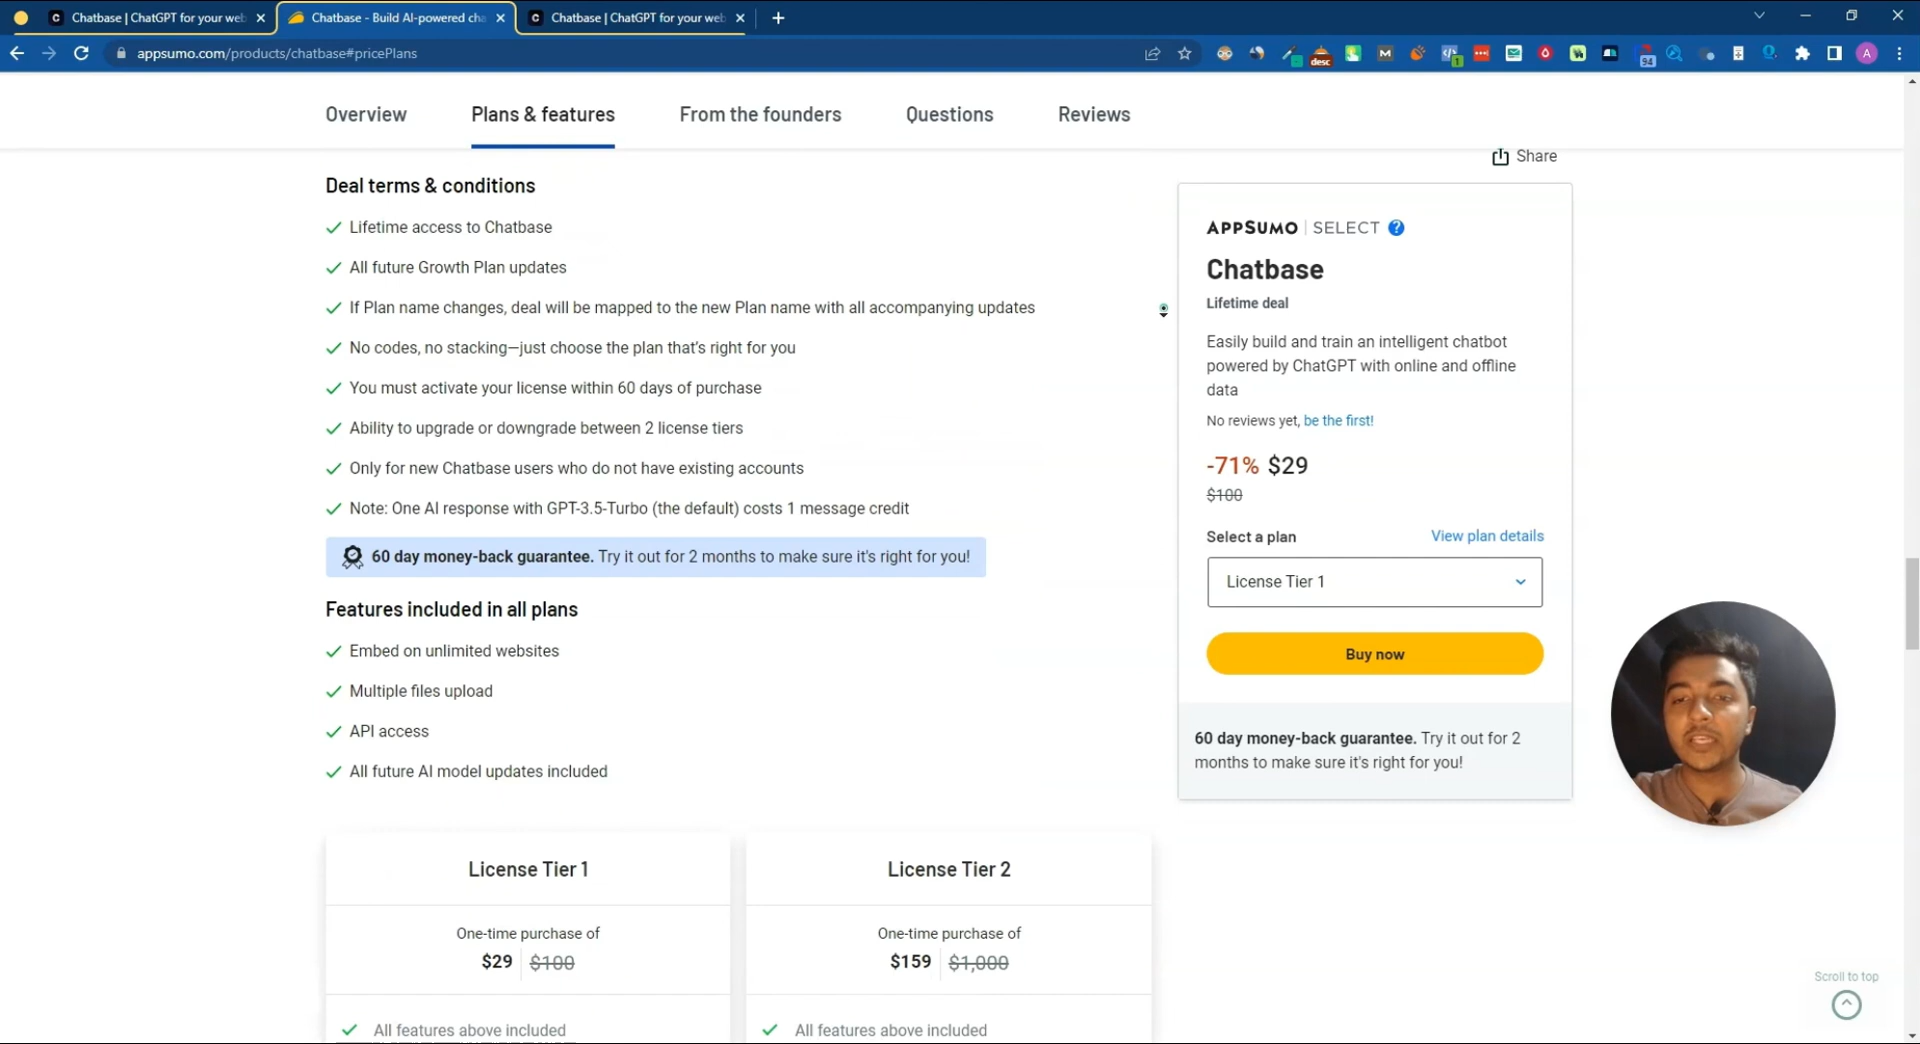 Chatbase | ChatGPT for your web
Chatbase - Build AI-powered cha
Chatbase | ChatGPT for your web
appsumo.com/products/chatbase#pricePlans
desc
1
94
A
Overview
Plans & features
From the founders
Questions
Reviews
Share
Deal terms & conditions
Lifetime access to Chatbase
All future Growth Plan updates
If Plan name changes, deal will be mapped to the new Plan name with all accompanying updates
No codes, no stacking—just choose the plan that's right for you
You must activate your license within 60 days of purchase
Ability to upgrade or downgrade between 2 license tiers
Only for new Chatbase users who do not have existing accounts
Note: One AI response with GPT-3.5-Turbo (the default) costs 1 message credit
60 day money-back guarantee. Try it out for 2 months to make sure it's right for you!
Features included in all plans
Embed on unlimited websites
Multiple files upload
API access
All future AI model updates included
License Tier 1
One-time purchase of
$29 $100
All features above included
License Tier 2
One-time purchase of
$159 $1,000
All features above included
APPSUMO | SELECT ?
Chatbase
Lifetime deal
Easily build and train an intelligent chatbot
powered by ChatGPT with online and offline
data
No reviews yet, be the first!
-71% $29
$100
Select a plan View plan details
License Tier 1
Buy now
60 day money-back guarantee. Try it out for 2
months to make sure it's right for you!
Scroll to top